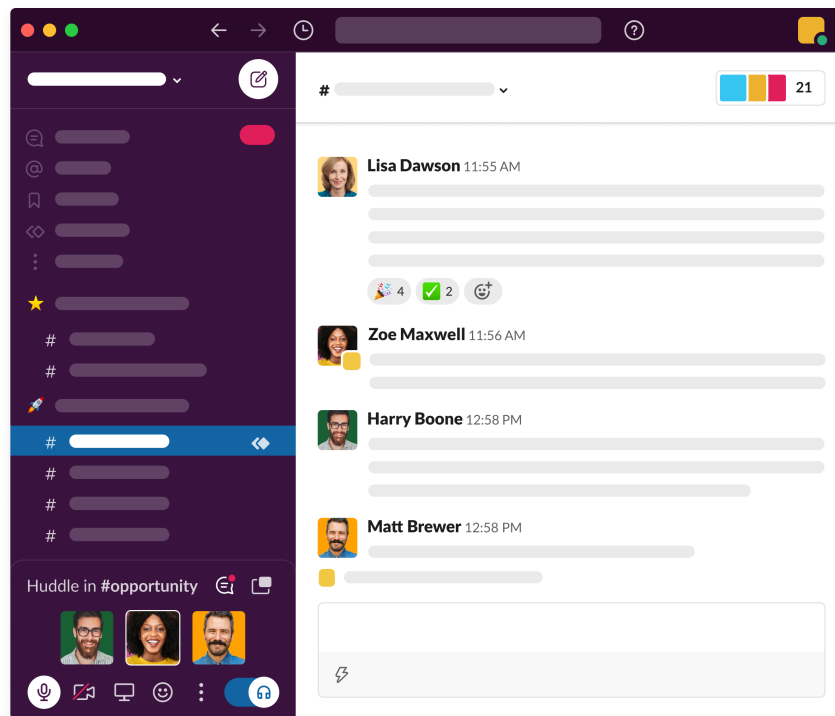 # 21
Lisa Dawson 11:55 AM
4 2
#
Zoe Maxwell 11:56 AM
#
Harry Boone 12:58 PM
#
#
#
Matt Brewer 12:58 PM
#
Huddle in #opportunity